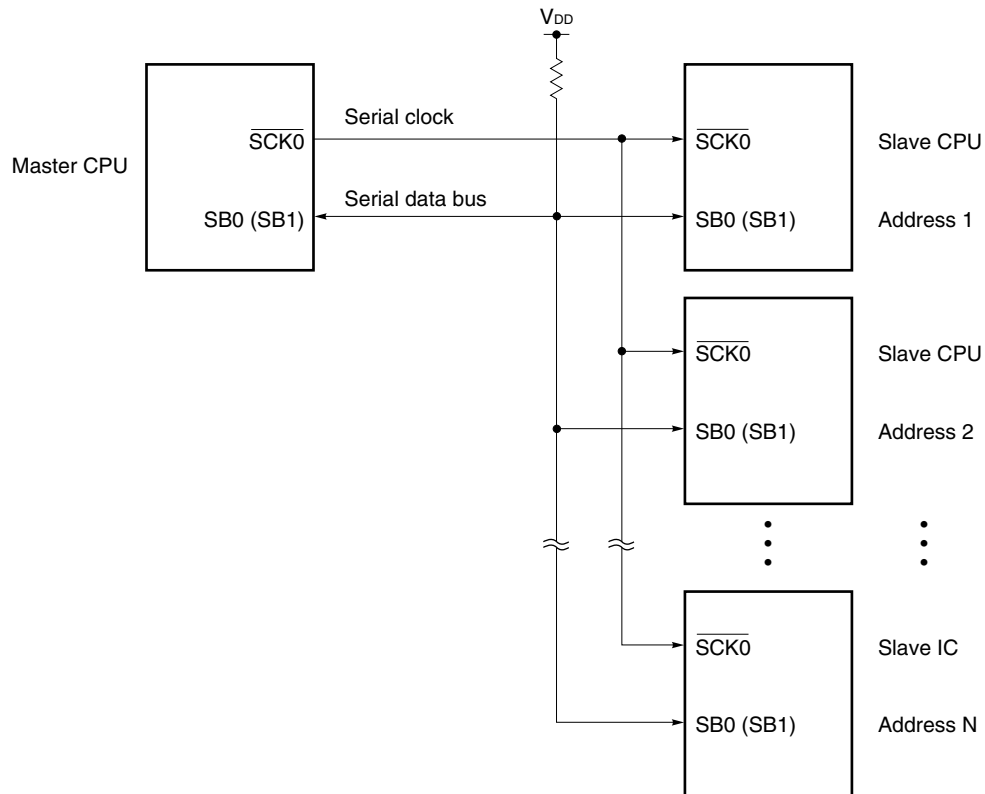 VDD
Serial clock
SCK0
SCK0
Slave CPU
Master CPU
Serial data bus
SB0 (SB1)
SB0 (SB1)
Address 1
SCK0
Slave CPU
SB0 (SB1)
Address 2
SCK0
Slave IC
SB0 (SB1)
Address N